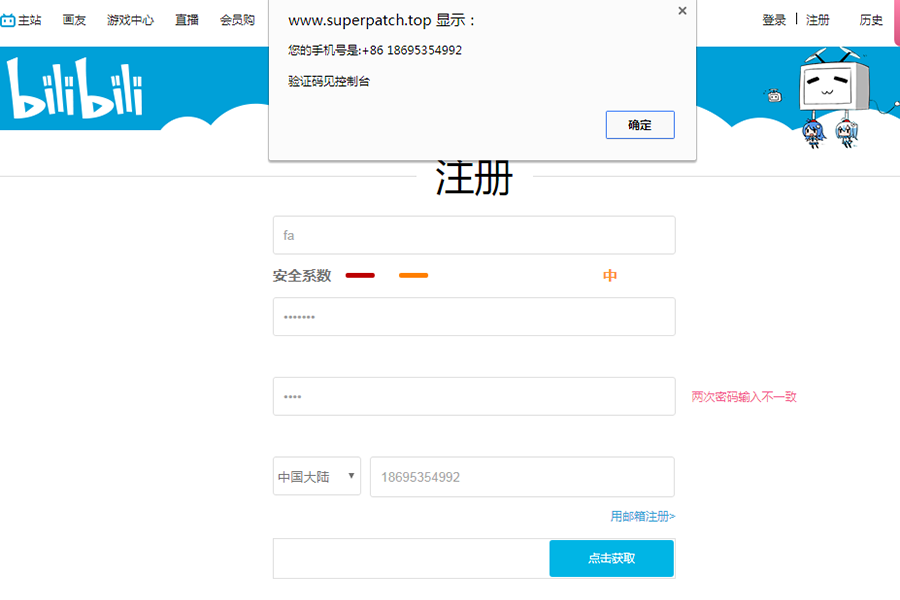 主站 画友 游戏中心 直播 会员购 登录 注册 历史
www.superpatch.top 显示：
您的手机号是:+86 18695354992
验证码见控制台
确定
bilibili
注册
fa
安全系数 中
•••••••
•••• 两次密码输入不一致
中国大陆 18695354992
用邮箱注册>
点击获取